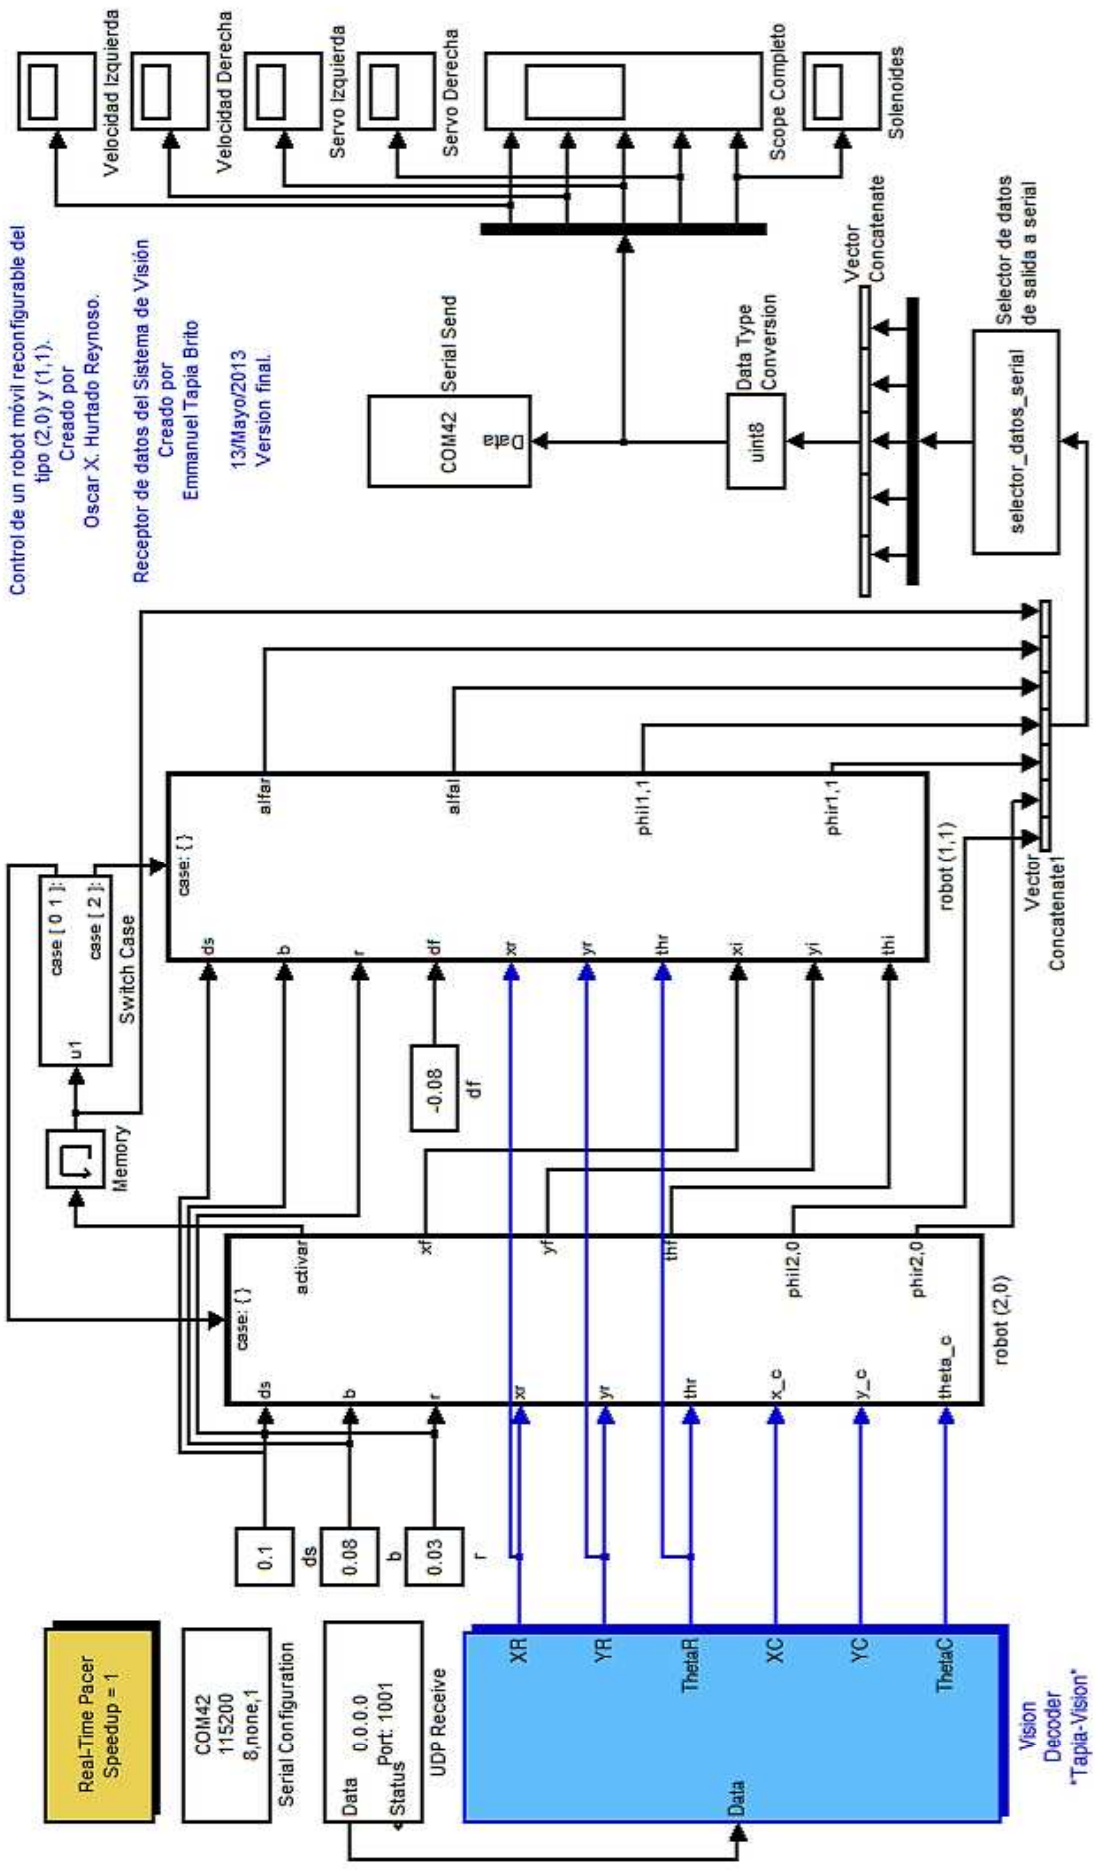 Real-Time Pacer
Speedup = 1
COM42
115200
8,none,1
Serial Configuration
Data
0.0.0.0
Port: 1001
Status
UDP Receive
Data
XR
YR
ThetaR
XC
YC
ThetaC
Vision
Decoder
"Tapia-Vision"
0.1
ds
0.08
b
0.03
r
case: { }
ds
b
r
xr
yr
thr
x_c
y_c
theta_c
activar
xf
yf
thf
phil2,0
phir2,0
robot (2,0)
Memory
u1
case [ 0 1 ]:
case [ 2 ]:
Switch Case
-0.08
df
case: { }
ds
b
r
df
xr
yr
thr
xi
yi
thi
alfar
alfal
phil1,1
phir1,1
robot (1,1)
Vector
Concatenate1
Control de un robot móvil reconfigurable del
tipo (2,0) y (1,1).
Creado por
Oscar X. Hurtado Reynoso.
Receptor de datos del Sistema de Visión
Creado por
Emmanuel Tapia Brito
13/Mayo/2013
Version final.
COM42
Data
Serial Send
uint8
Data Type
Conversion
Vector
Concatenate
selector_datos_serial
Selector de datos
de salida a serial
Velocidad Izquierda
Velocidad Derecha
Servo Izquierda
Servo Derecha
Scope Completo
Solenoides